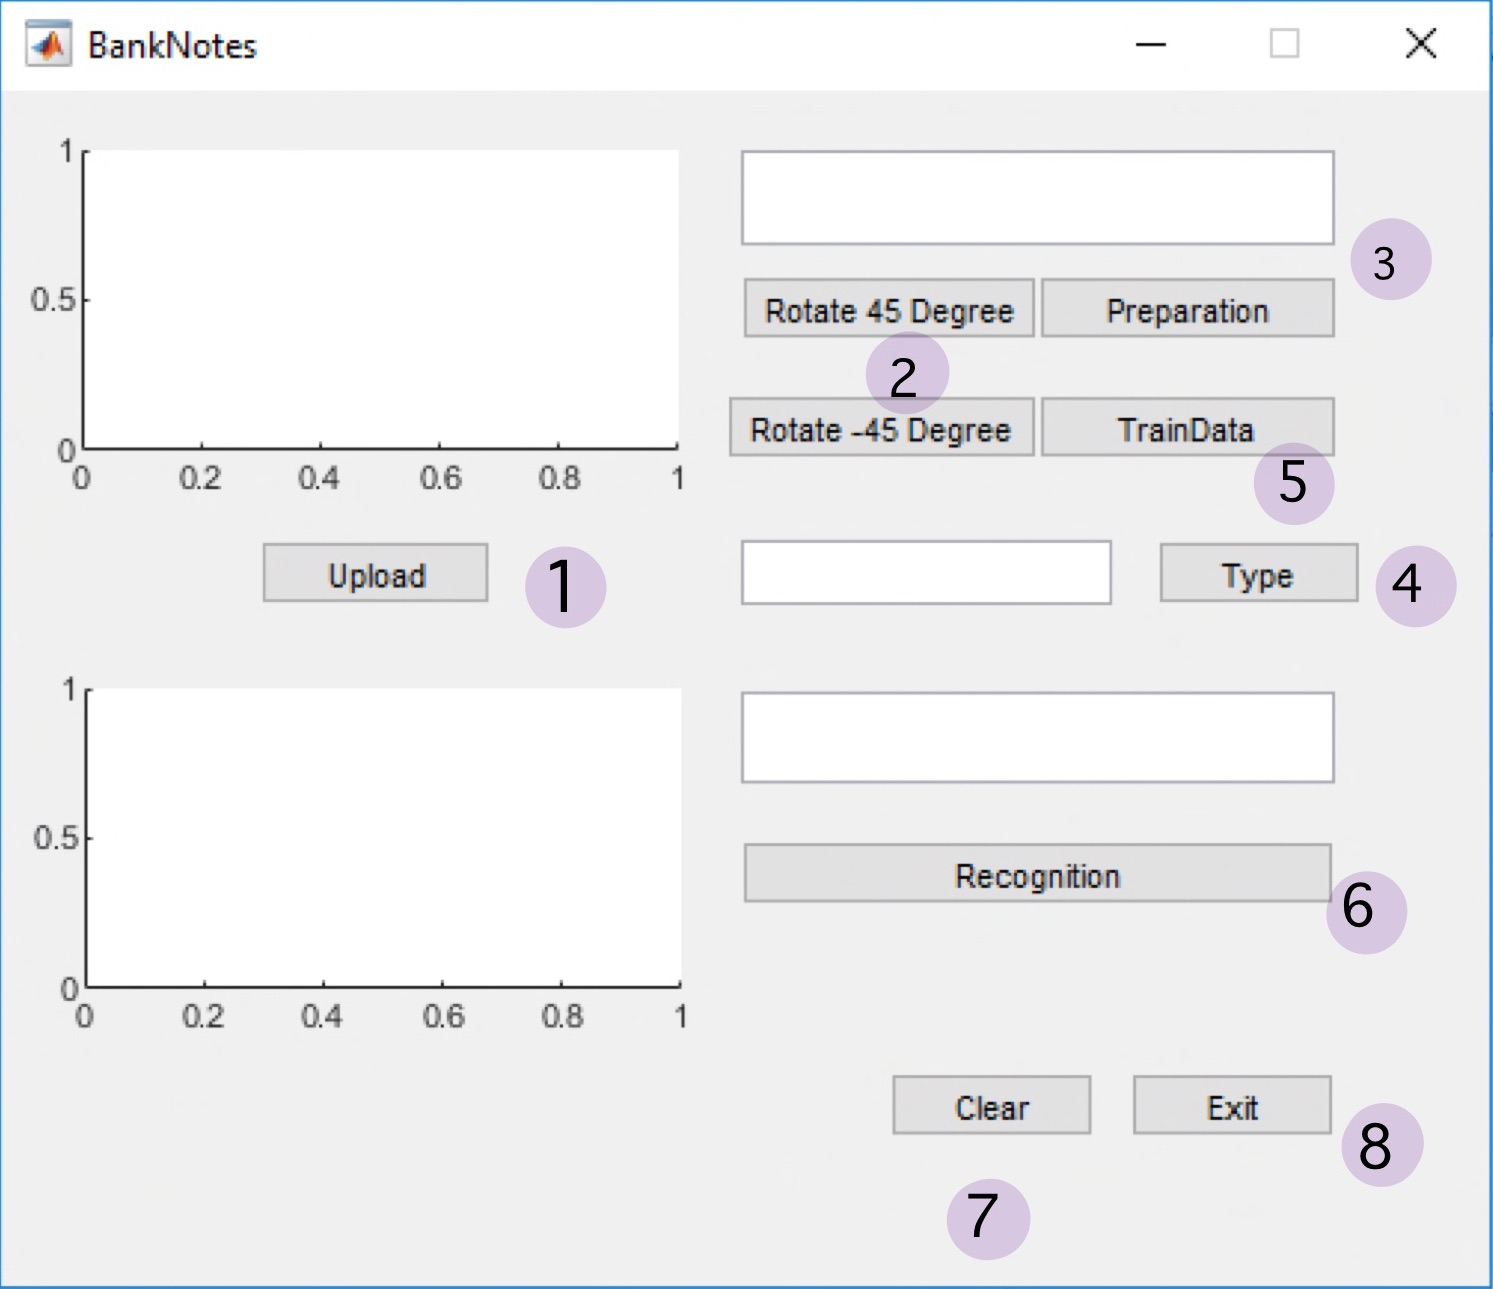 BankNotes
1
0.5
0
0 0.2 0.4 0.6 0.8 1
3
Rotate 45 Degree Preparation
2
Rotate -45 Degree TrainData
5
Upload 1 Type 4
1
0.5
0
0 0.2 0.4 0.6 0.8 1
Recognition
6
Clear Exit
8
7